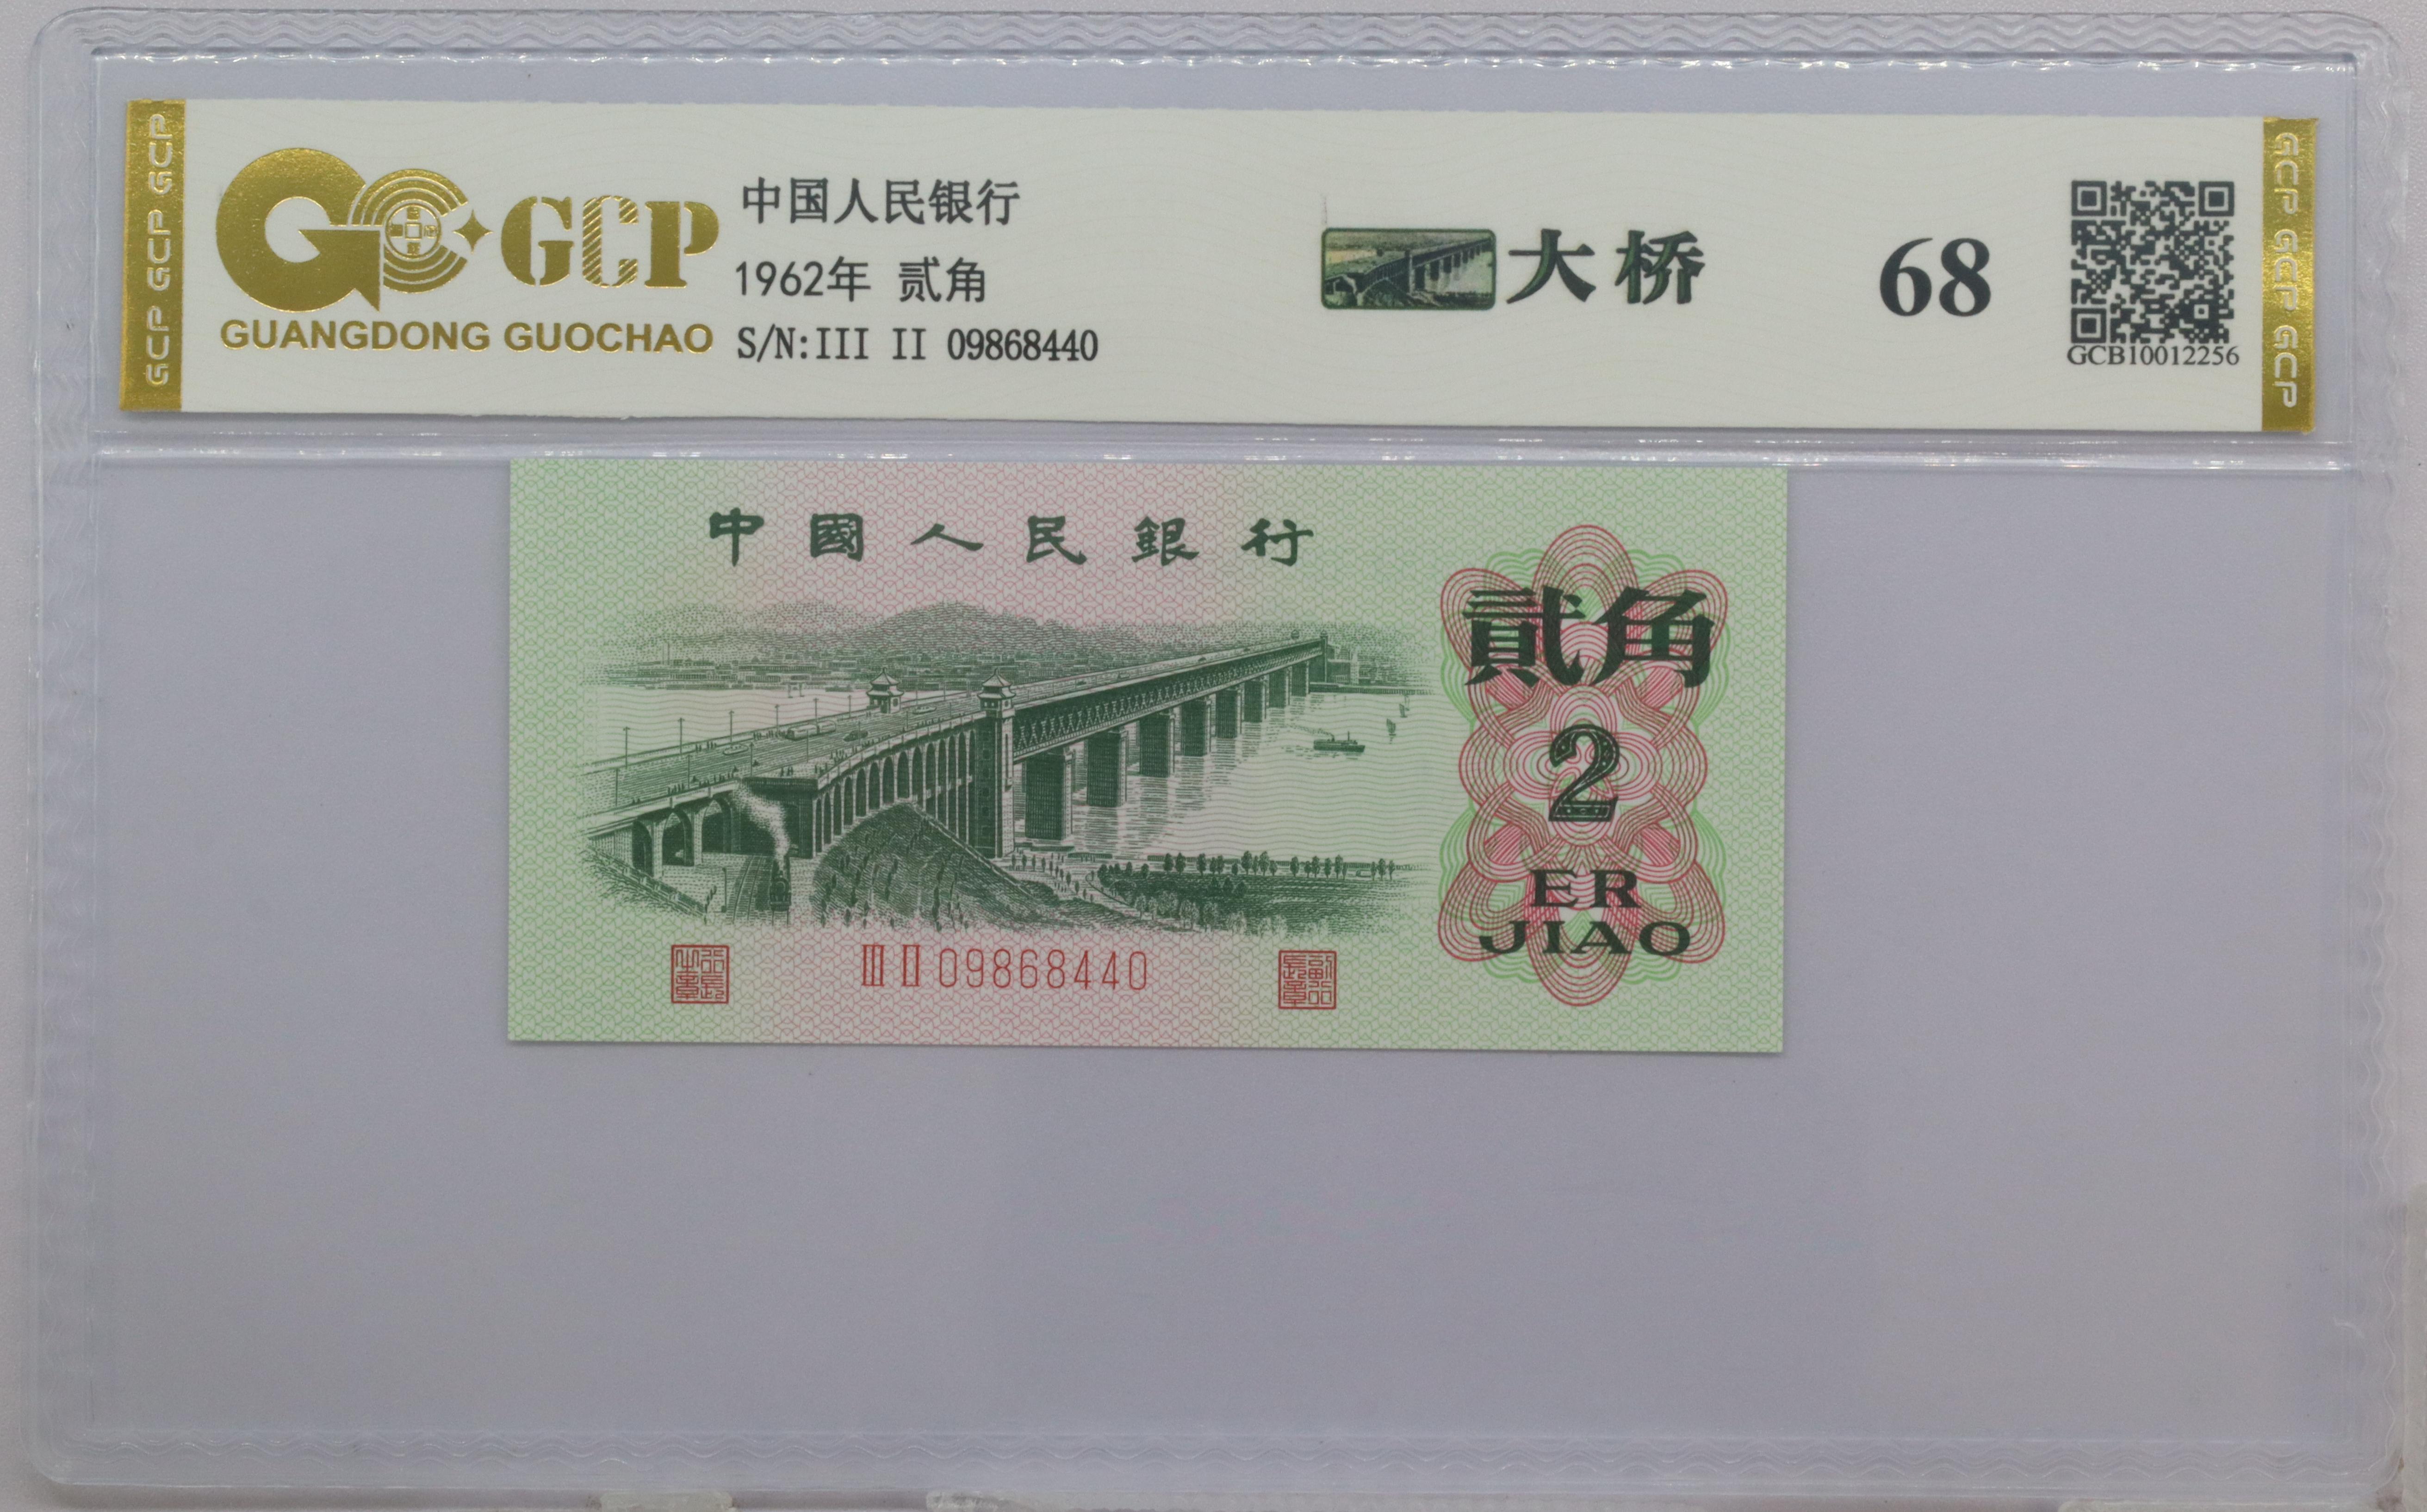 GCP GCP GCP GCP
GCP
GUANGDONG GUOCHAO
中国人民银行
1962年 贰角
S/N:III II 09868440
大桥
68
GCB10012256
GCP GCP GCP GCP
中國人民銀行
貳角
2
ER
JIAO
III II 09868440